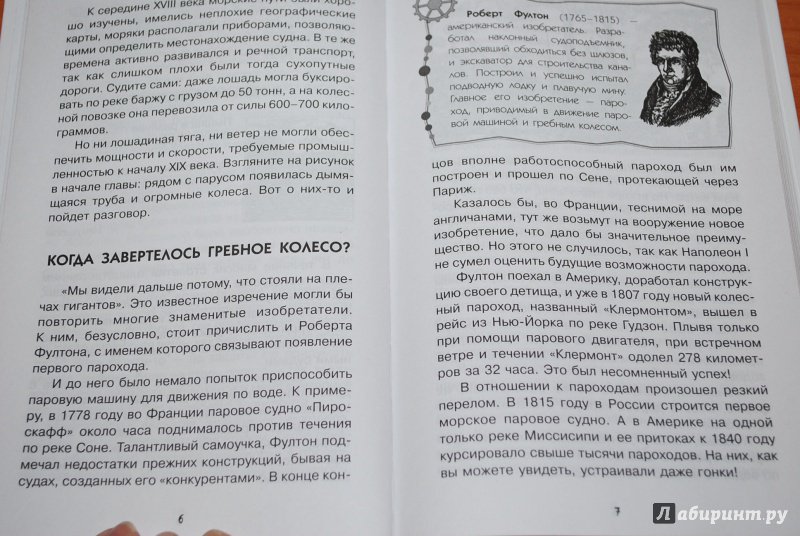 К середине XVIII века морские пути были хоро-
шо изучены, имелись неплохие географические
карты, моряки располагали приборами, позволяю-
щими определить местонахождение судна. В те же
времена активно развивался и речной транспорт,
так как слишком плохи были тогда сухопутные
дороги. Судите сами: даже лошадь могла буксиро-
вать по реке баржу с грузом до 50 тонн, а на колес-
ной повозке она перевозила от силы 600–700 кило-
граммов.
Но ни лошадиная тяга, ни ветер не могли обес-
печить мощности и скорости, требуемые промыш-
ленностью к началу XIX века. Взгляните на рисунок
в начале главы: рядом с парусом появилась дымя-
щаяся труба и огромные колеса. Вот о них-то и
пойдет разговор.
КОГДА ЗАВЕРТЕЛОСЬ ГРЕБНОЕ КОЛЕСО?
„Мы видели дальше потому, что стояли на пле-
чах гигантов". Это известное изречение могли бы
повторить многие знаменитые изобретатели.
К ним, безусловно, стоит причислить и Роберта
Фултона, с именем которого связывают появление
первого парохода.
И до него было немало попыток приспособить
паровую машину для движения по воде. К приме-
ру, в 1778 году во Франции паровое судно «Пиро-
скафф» около часа поднималось против течения
по реке Соне. Талантливый самоучка, Фултон под-
мечал недостатки прежних конструкций, бывая на
судах, созданных его «конкурентами». В конце кон-
6
Роберт Фултон (1765–1815) —
американский изобретатель. Разра-
ботал наклонный судоподъемник,
позволявший обходиться без шлюзов,
и экскаватор для строительства кана-
лов. Построил и успешно испытал
подводную лодку и плавучую мину.
Главное его изобретение — паро-
ход, приводимый в движение паро-
вой машиной и гребным колесом.
цов вполне работоспособный пароход был им
построен и прошел по Сене, протекающей через
Париж.
Казалось бы, во Франции, теснимой на море
англичанами, тут же возьмут на вооружение новое
изобретение, что дало бы значительное преиму-
щество. Но этого не случилось, так как Наполеон I
не сумел оценить будущие возможности парохода.
Фултон поехал в Америку, доработал конструк-
цию своего детища, и уже в 1807 году новый колес-
ный пароход, названный «Клермонтом», вышел в
рейс из Нью-Йорка по реке Гудзон. Плывя только
при помощи парового двигателя, при встречном
ветре и течении «Клермонт» одолел 278 километ-
ров за 32 часа. Это был несомненный успех!
В отношении к пароходам произошел резкий
перелом. В 1815 году в России строится первое
морское паровое судно. А в Америке на одной
только реке Миссисипи и ее притоках к 1840 году
курсировало свыше тысячи пароходов. На них, как
вы можете увидеть, устраивали даже гонки!
7
Лабиринт.ру